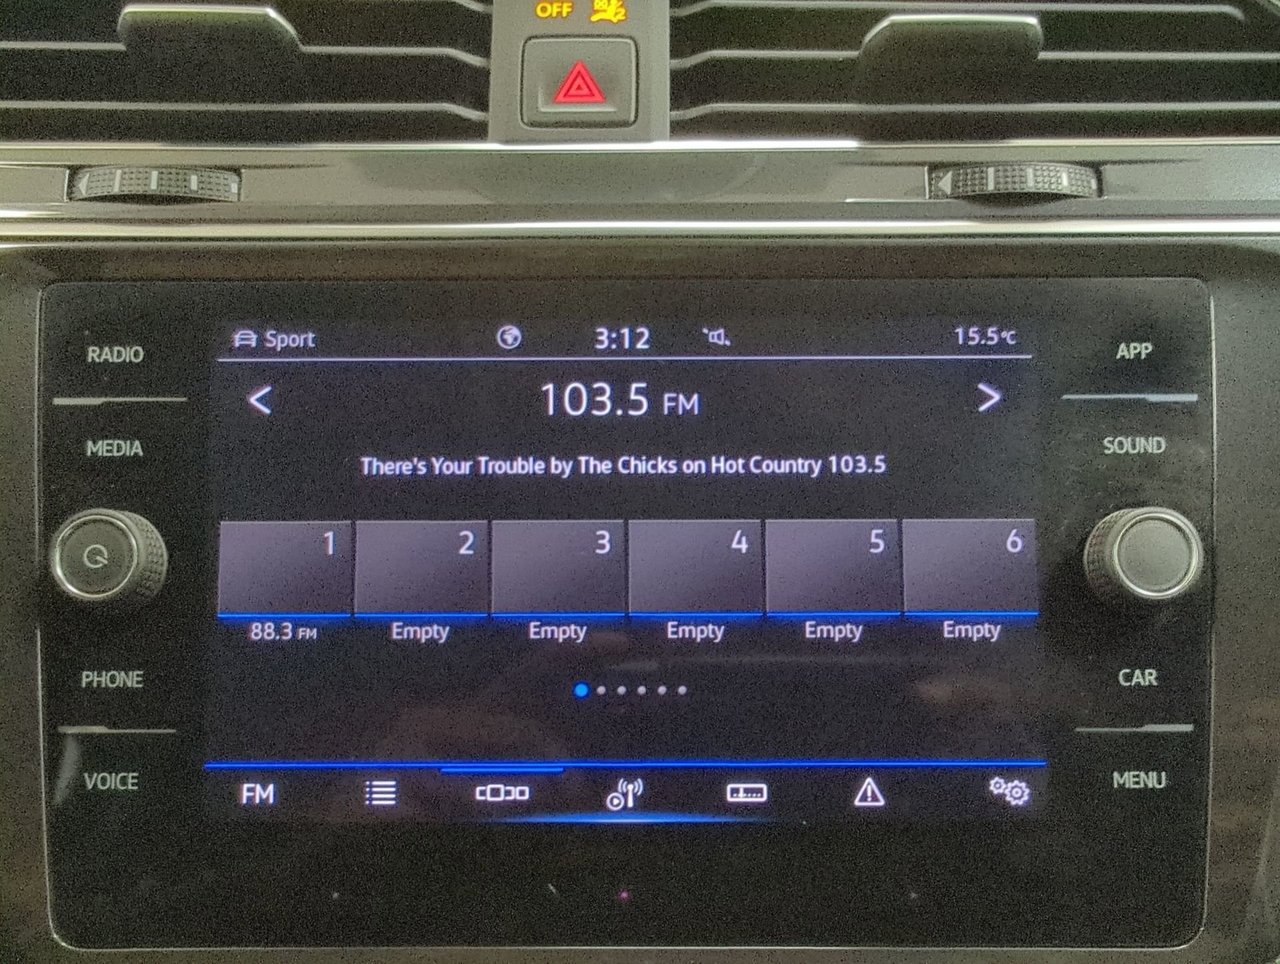 OFF
2
Sport 3:12 15.5°C
RADIO
APP
< 103.5 FM >
MEDIA
SOUND
There's Your Trouble by The Chicks on Hot Country 103.5
1 2 3 4 5 6
88.3 FM Empty Empty Empty Empty Empty
PHONE
CAR
VOICE
MENU
FM